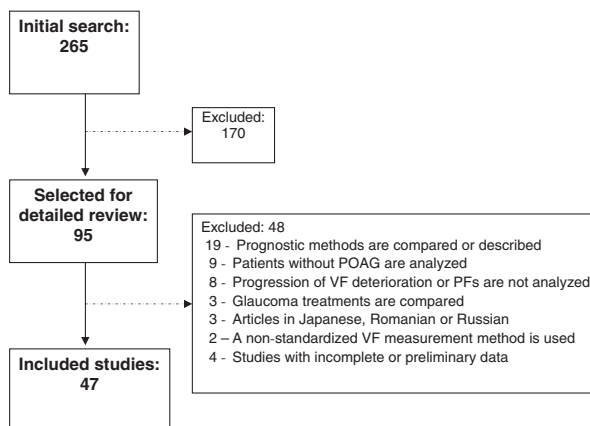 Initial search:
265
Excluded:
170
Selected for
detailed review:
95
Excluded: 48
19 - Prognostic methods are compared or described
9 - Patients without POAG are analyzed
8 - Progression of VF deterioration or PFs are not analyzed
3 - Glaucoma treatments are compared
3 - Articles in Japanese, Romanian or Russian
2 – A non-standardized VF measurement method is used
4 - Studies with incomplete or preliminary data
Included studies:
47